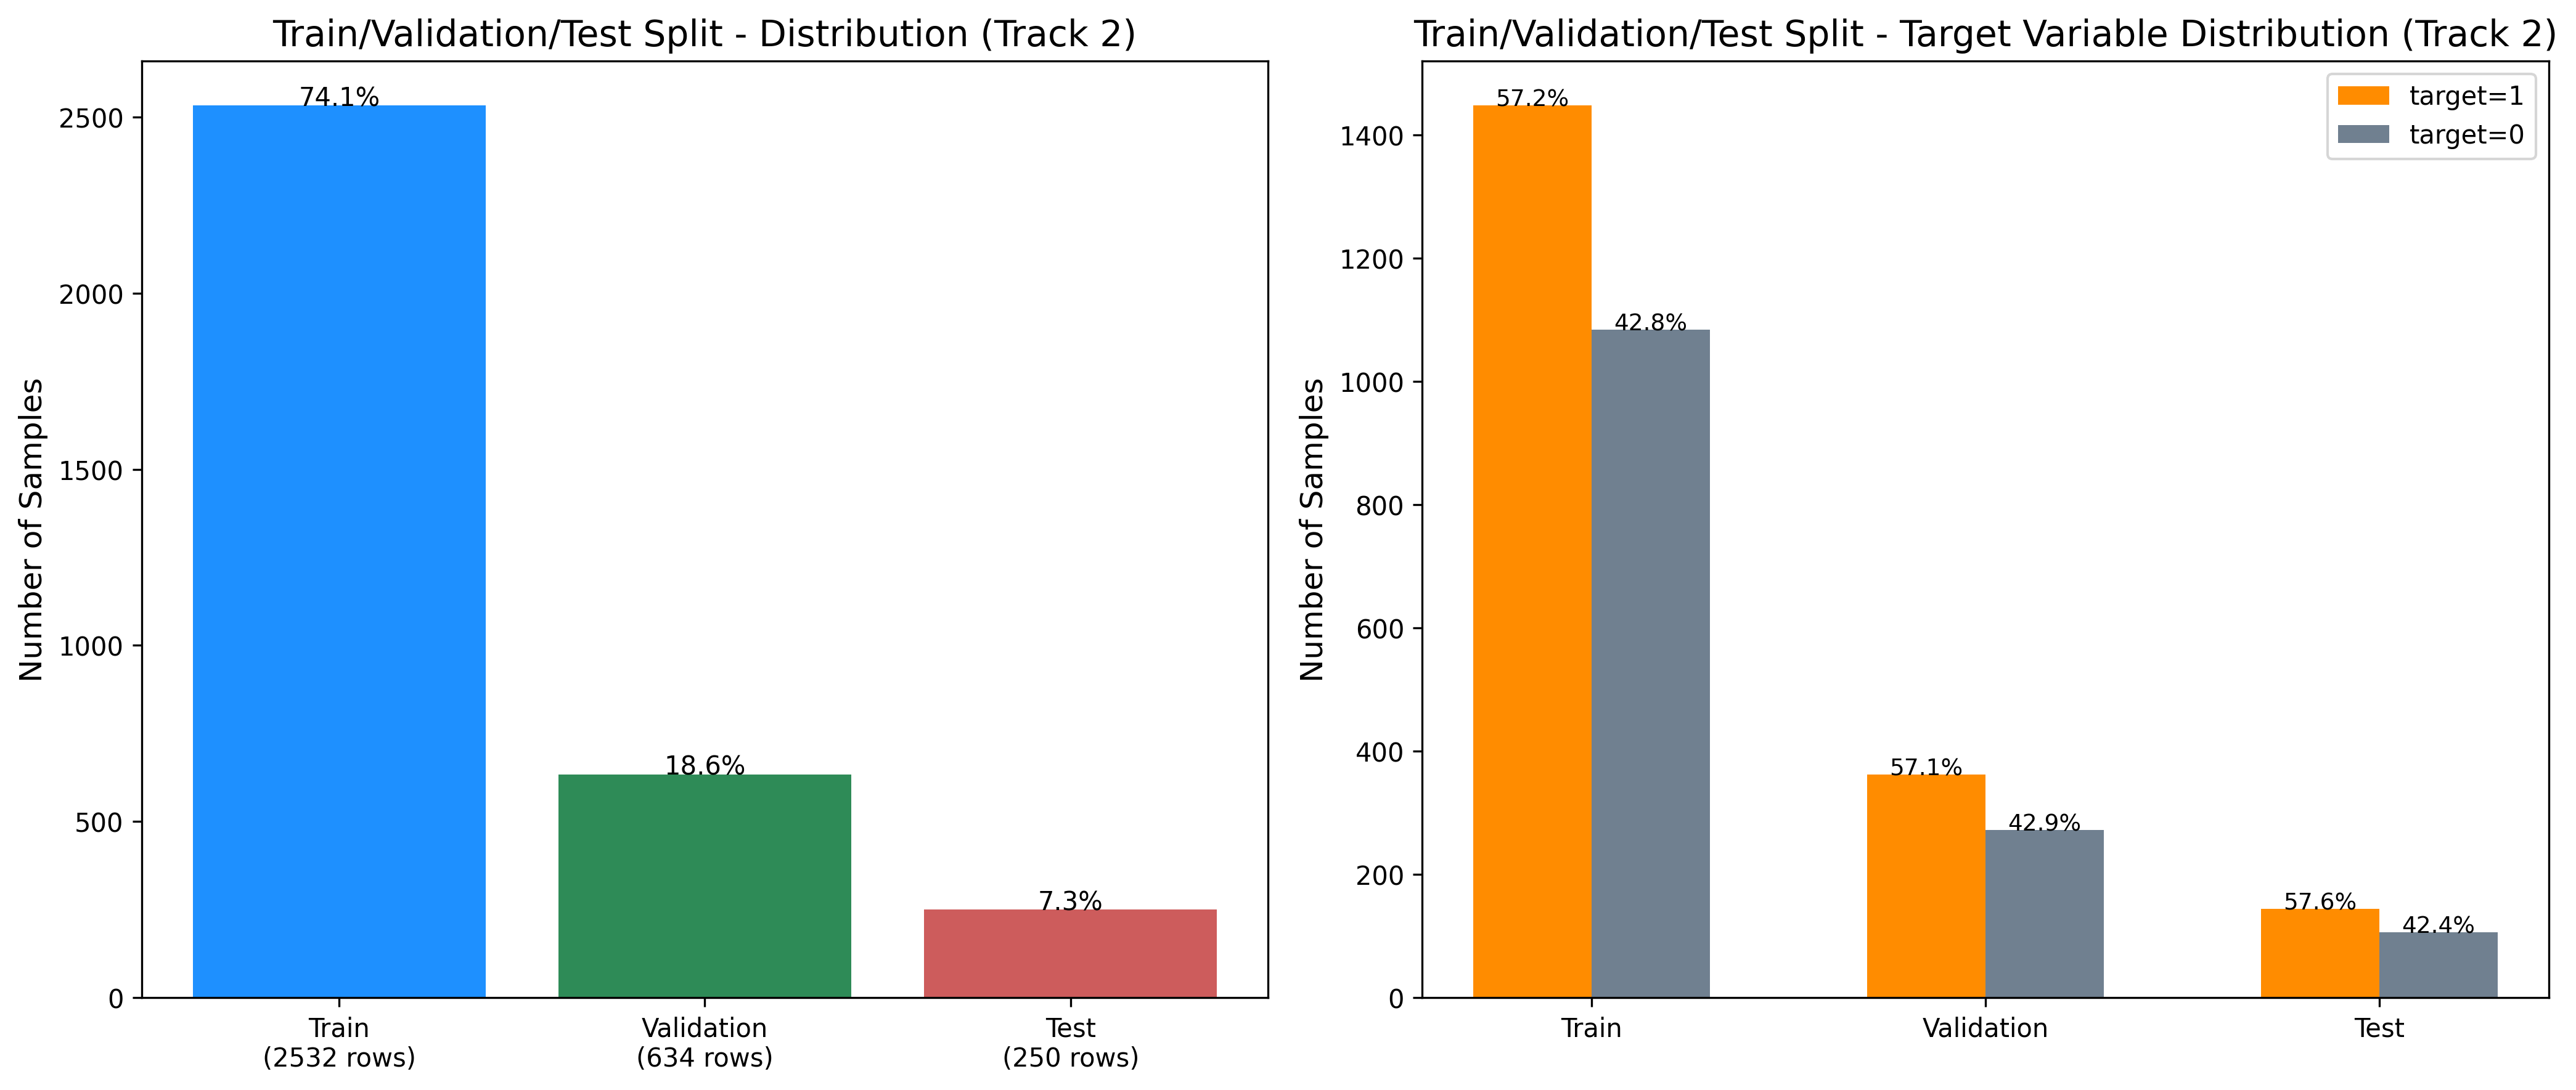 Train/Validation/Test Split - Distribution (Track 2)
Number of Samples
2500
2000
1500
1000
500
0
74.1%
18.6%
7.3%
Train
(2532 rows)
Validation
(634 rows)
Test
(250 rows)
Train/Validation/Test Split - Target Variable Distribution (Track 2)
Number of Samples
1400
1200
1000
800
600
400
200
0
target=1
target=0
57.2%
42.8%
57.1%
42.9%
57.6%
42.4%
Train
Validation
Test